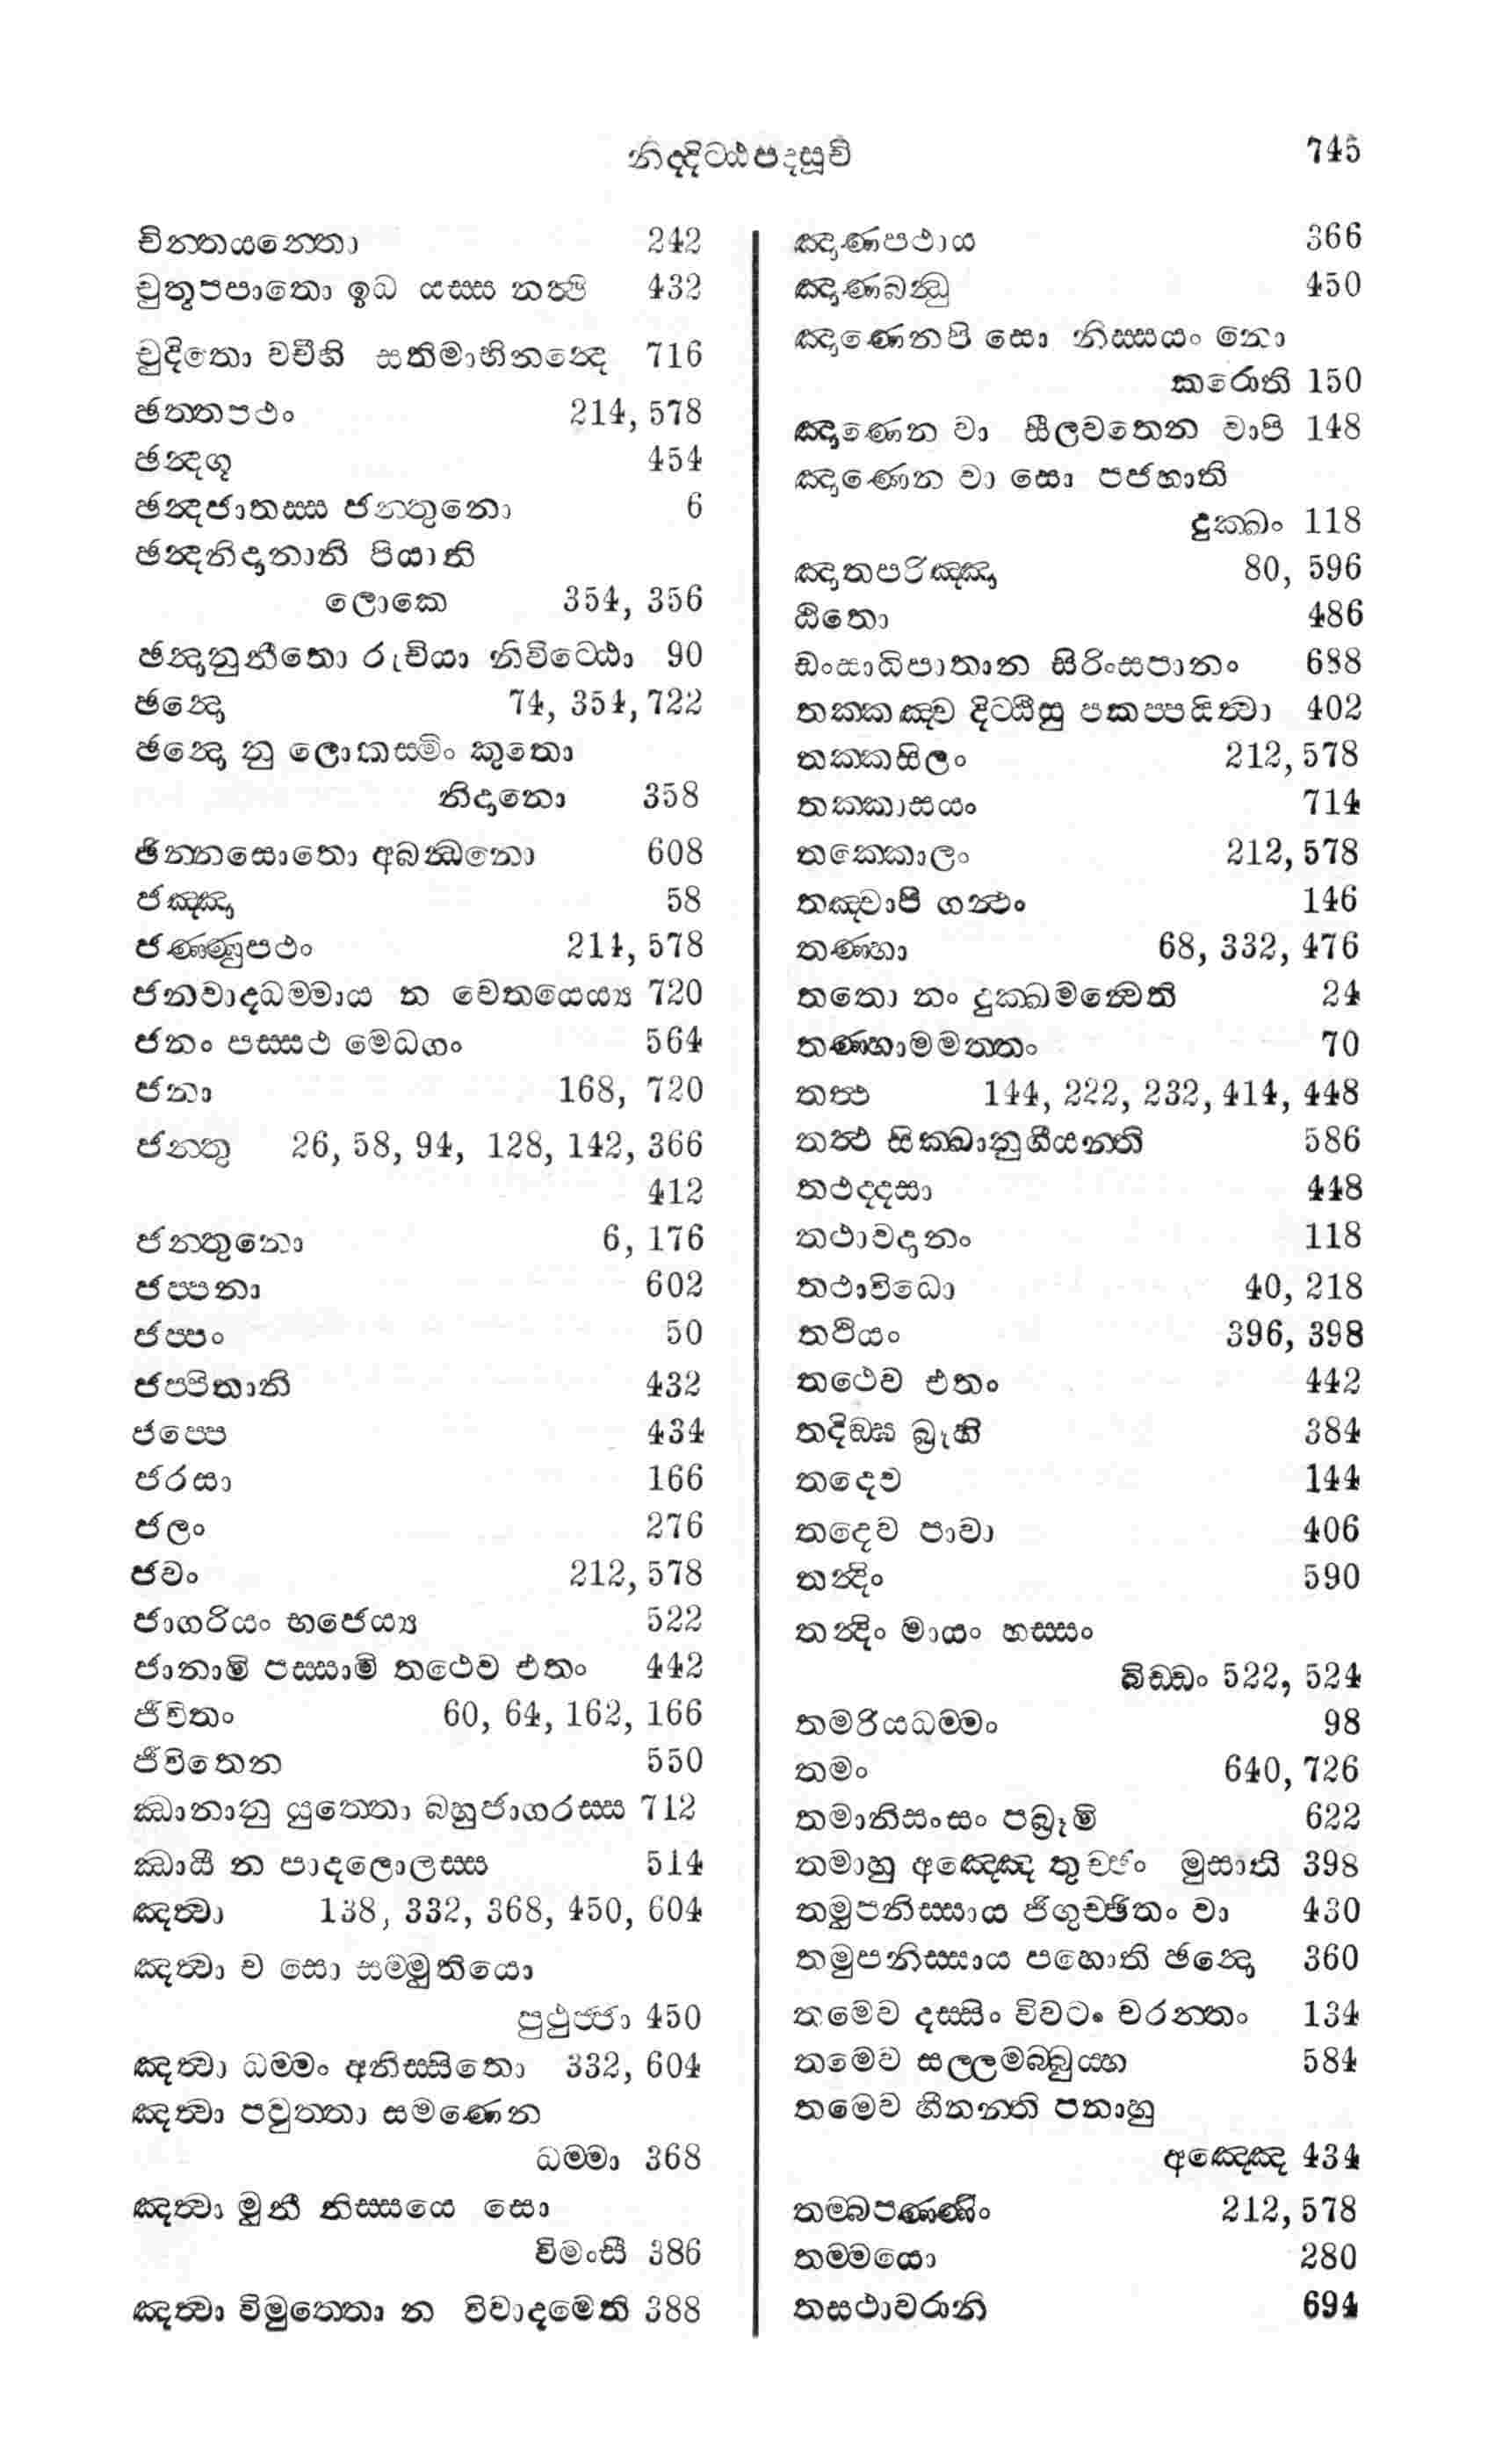 නිද්දිට්ඨපදසූචි 745
චින්තයන්තො 242
චුතූපපාතො ඉධ යස්ස නත්ථි 432
චුදිතො වචීහි සතිමාභිනන්දෙ 716
ඡත්තපථං 214, 578
ඡන්දගූ 454
ඡන්දජාතස්ස ජන්තුනො 6
ඡන්දනිදානානි පියානි
ලොකෙ 354, 356
ඡන්දානුනීතො රුචියා නිවිට්ඨො 90
ඡන්දො 74, 354, 722
ඡන්දො නු ලොකස්මිං කුතො
නිදානො 358
ඡින්නසොතො අබන්ධනො 608
ජඤ්ඤා 58
ජණ්ණුපථං 214, 578
ජනවාදධම්මාය න චෙතයෙය්‍ය 720
ජනං පස්සථ මෙධගං 564
ජනා 168, 720
ජන්තු 26, 58, 94, 128, 142, 366
412
ජන්තුනො 6, 176
ජප්පනා 602
ජප්පං 50
ජප්පිතානි 432
ජප්පෙ 434
ජරසා 166
ජලං 276
ජවං 212, 578
ජාගරියං භජෙය්‍ය 522
ජානාමි පස්සාමි තථෙව එතං 442
ජීවිතං 60, 64, 162, 166
ජීවිතෙන 550
ඣානානු යුත්තො බහුජාගරස්ස 712
ඣායී න පාදලොලස්ස 514
ඤත්වා 138, 332, 368, 450, 604
ඤත්වා ච සො සම්මුතියො
පුථුජ්ජා 450
ඤත්වා ධම්මං අනිස්සිතො 332, 604
ඤත්වා පවුත්තා සමණෙන
ධම්මා 368
ඤත්වා මුනී නිස්සයෙ සො
විමංසී 386
ඤත්වා විමුත්තො න විවාදමෙති 388
ඤාණපථාය 366
ඤාණබන්ධු 450
ඤාණෙනපි සො නිස්සයං නො
කරොති 150
ඤාණෙන වා සීලවතෙන වාපි 148
ඤාණෙන වා සො පජහාති
දුක්ඛං 118
ඤාතපරිඤ්ඤා 80, 596
ඨිතො 486
ඩංසාධිපාතාන සිරිංසපානං 688
තක්කඤ්ච දිට්ඨීසු පකප්පයිත්වා 402
තක්කසිලං 212, 578
තක්කාසයං 714
තක්කොලං 212, 578
තඤ්චාපි ගන්ථං 146
තණ්හා 68, 332, 476
තතො නං දුක්ඛමන්වෙති 24
තණ්හාමමත්තං 70
තත්ථ 144, 222, 232, 414, 448
තත්ථ සික්ඛානුගීයන්ති 586
තථද්දසා 448
තථාවදානං 118
තථාවිධො 40, 218
තථියං 396, 398
තථෙව එතං 442
තදිඞ්ඝ බ්‍රූහි 384
තදෙව 144
තදෙව පාවා 406
තන්දිං 590
තන්දිං මායං හස්සං
ඛිඩ්ඩං 522, 524
තමරියධම්මං 98
තමං 640, 726
තමානිසංසං පබ්‍රූමි 622
තමාහු අඤ්ඤෙ තුච්ඡං මුසාති 398
තමුපනිස්සාය ජිගුච්ඡිතං වා 430
තමුපනිස්සාය පහොති ඡන්දො 360
තමෙව දස්සිං විවටං චරන්තං 134
තමෙව සල්ලමබ්බුය්හ 584
තමෙව හීනන්ති පනාහු
අඤ්ඤෙ 434
තම්බපණ්ණිං 212, 578
තම්මයො 280
තසථාවරානි 694